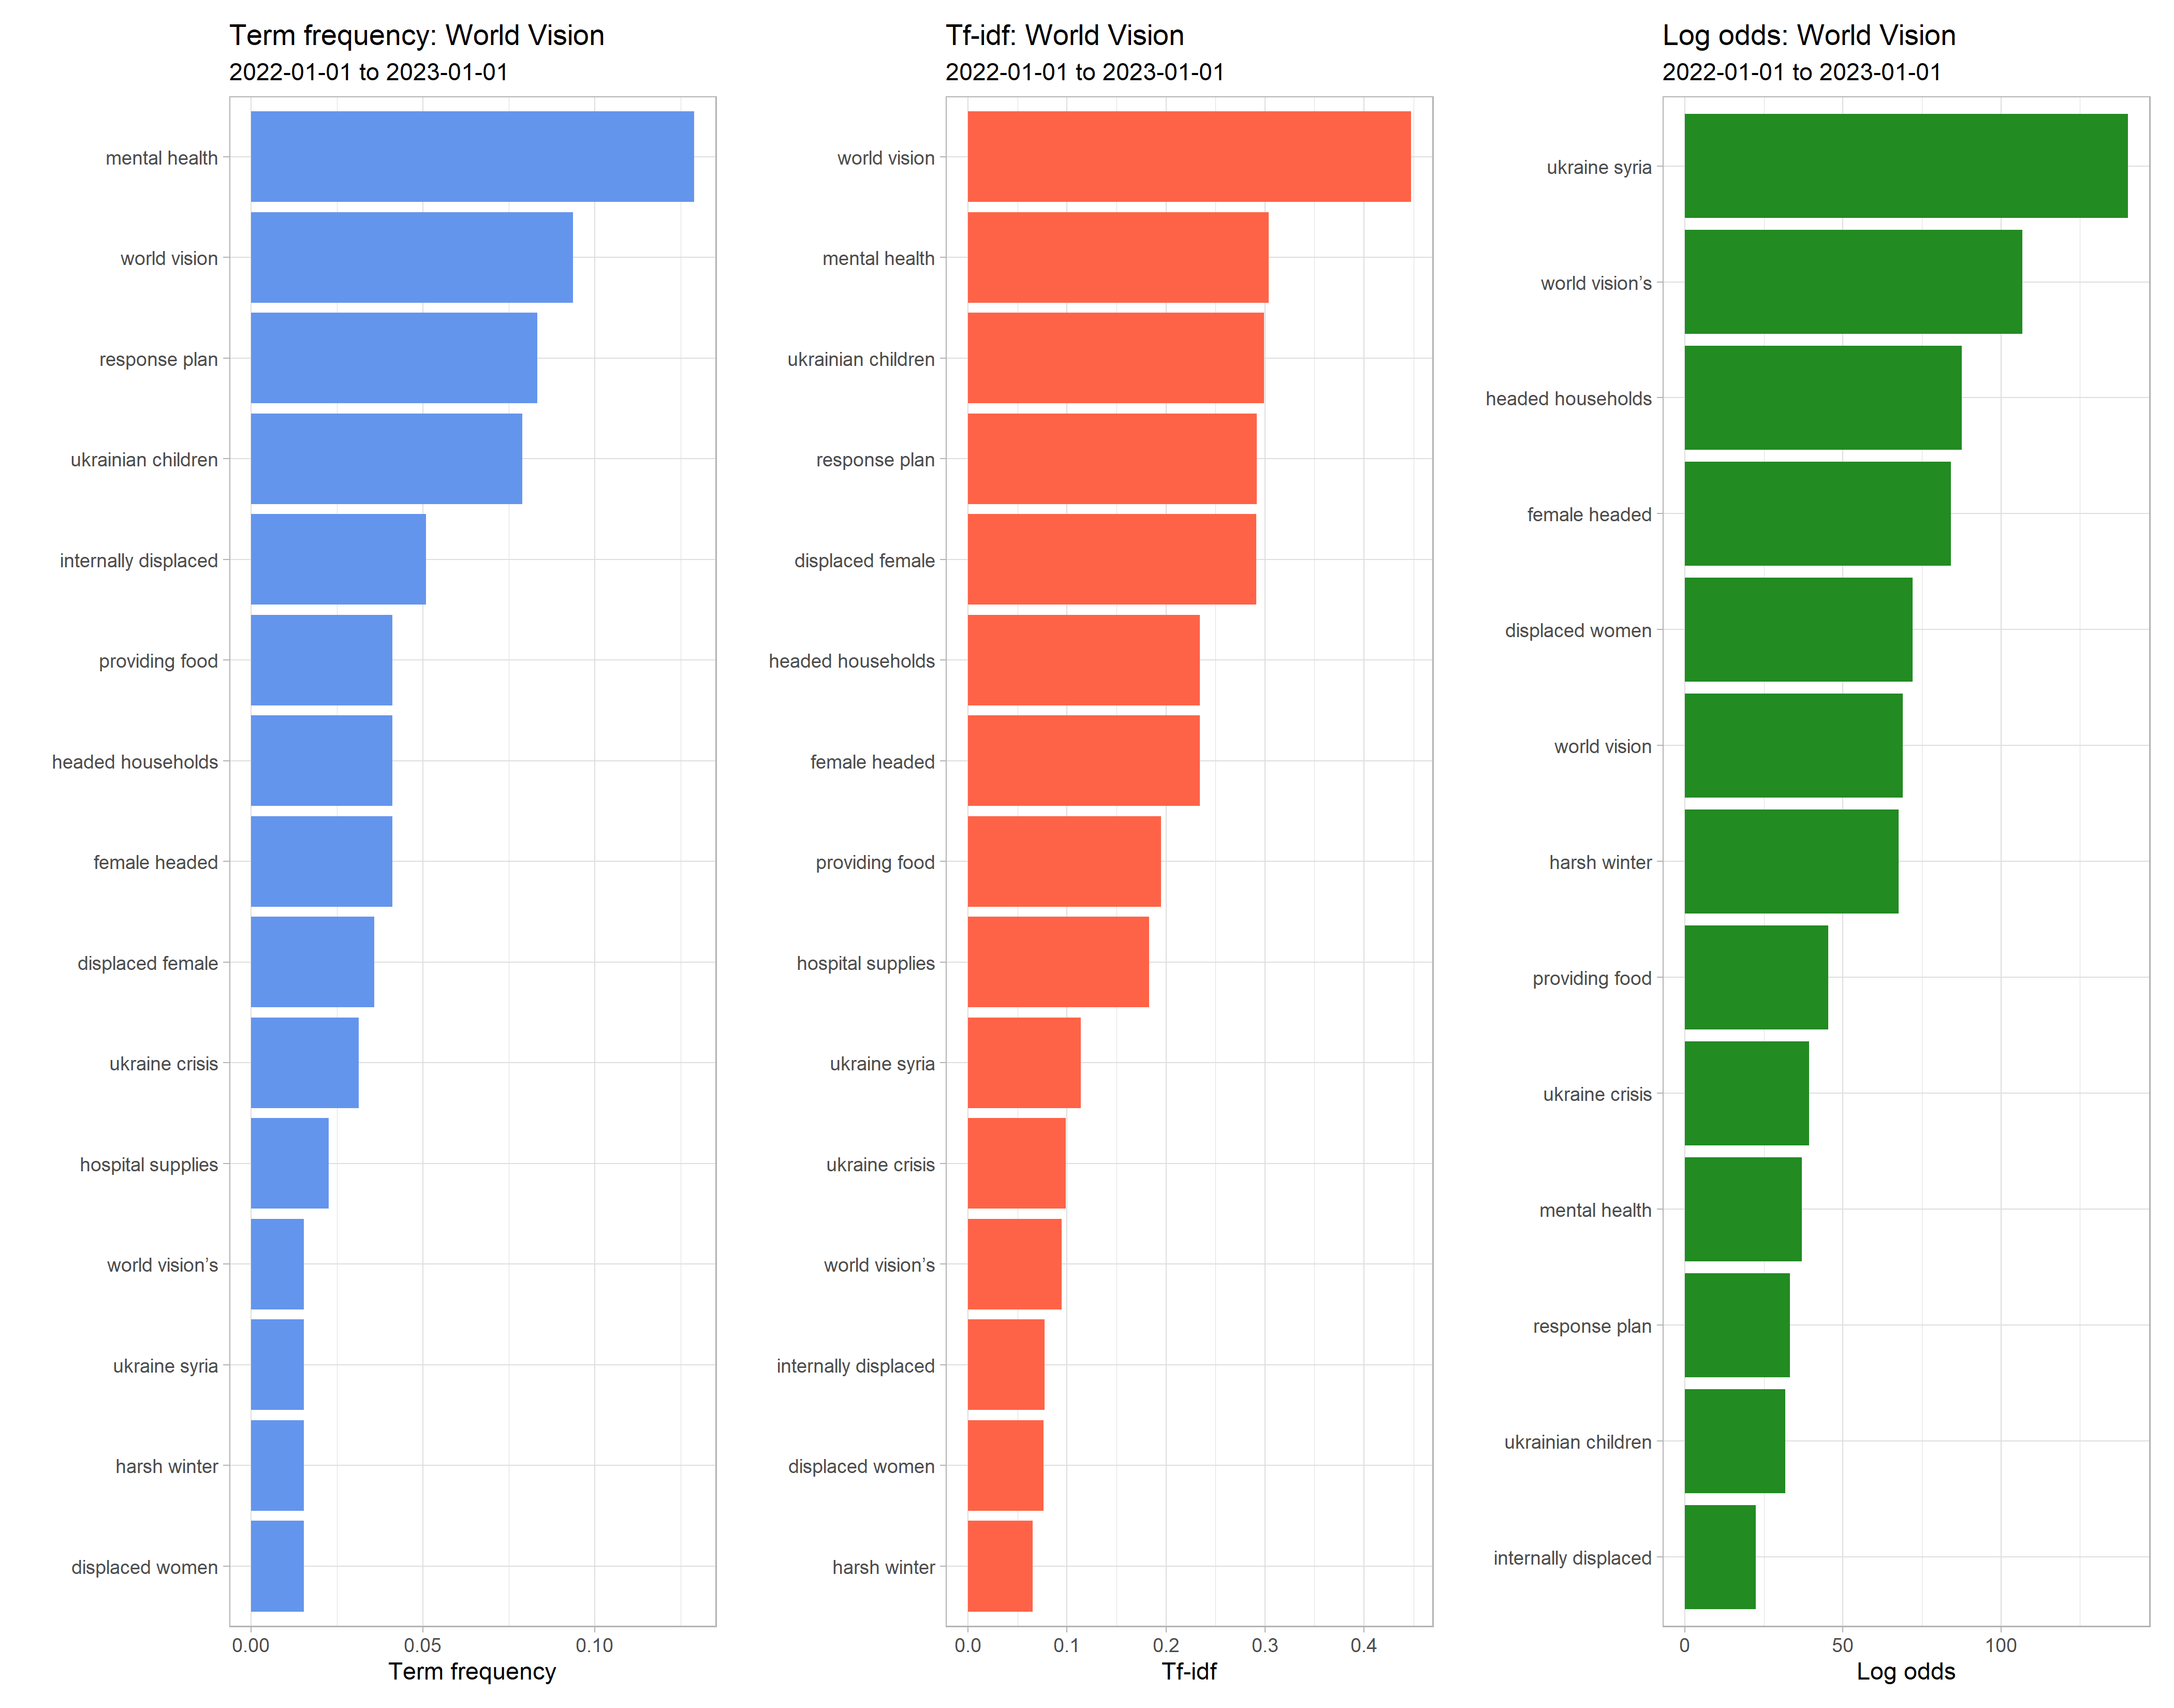 Term frequency: World Vision
2022-01-01 to 2023-01-01
mental health
world vision
response plan
ukrainian children
internally displaced
providing food
headed households
female headed
displaced female
ukraine crisis
hospital supplies
world vision’s
ukraine syria
harsh winter
displaced women
0.00 0.05 0.10
Term frequency
Tf-idf: World Vision
2022-01-01 to 2023-01-01
world vision
mental health
ukrainian children
response plan
displaced female
headed households
female headed
providing food
hospital supplies
ukraine syria
ukraine crisis
world vision’s
internally displaced
displaced women
harsh winter
0.0 0.1 0.2 0.3 0.4
Tf-idf
Log odds: World Vision
2022-01-01 to 2023-01-01
ukraine syria
world vision’s
headed households
female headed
displaced women
world vision
harsh winter
providing food
ukraine crisis
mental health
response plan
ukrainian children
internally displaced
0 50 100
Log odds